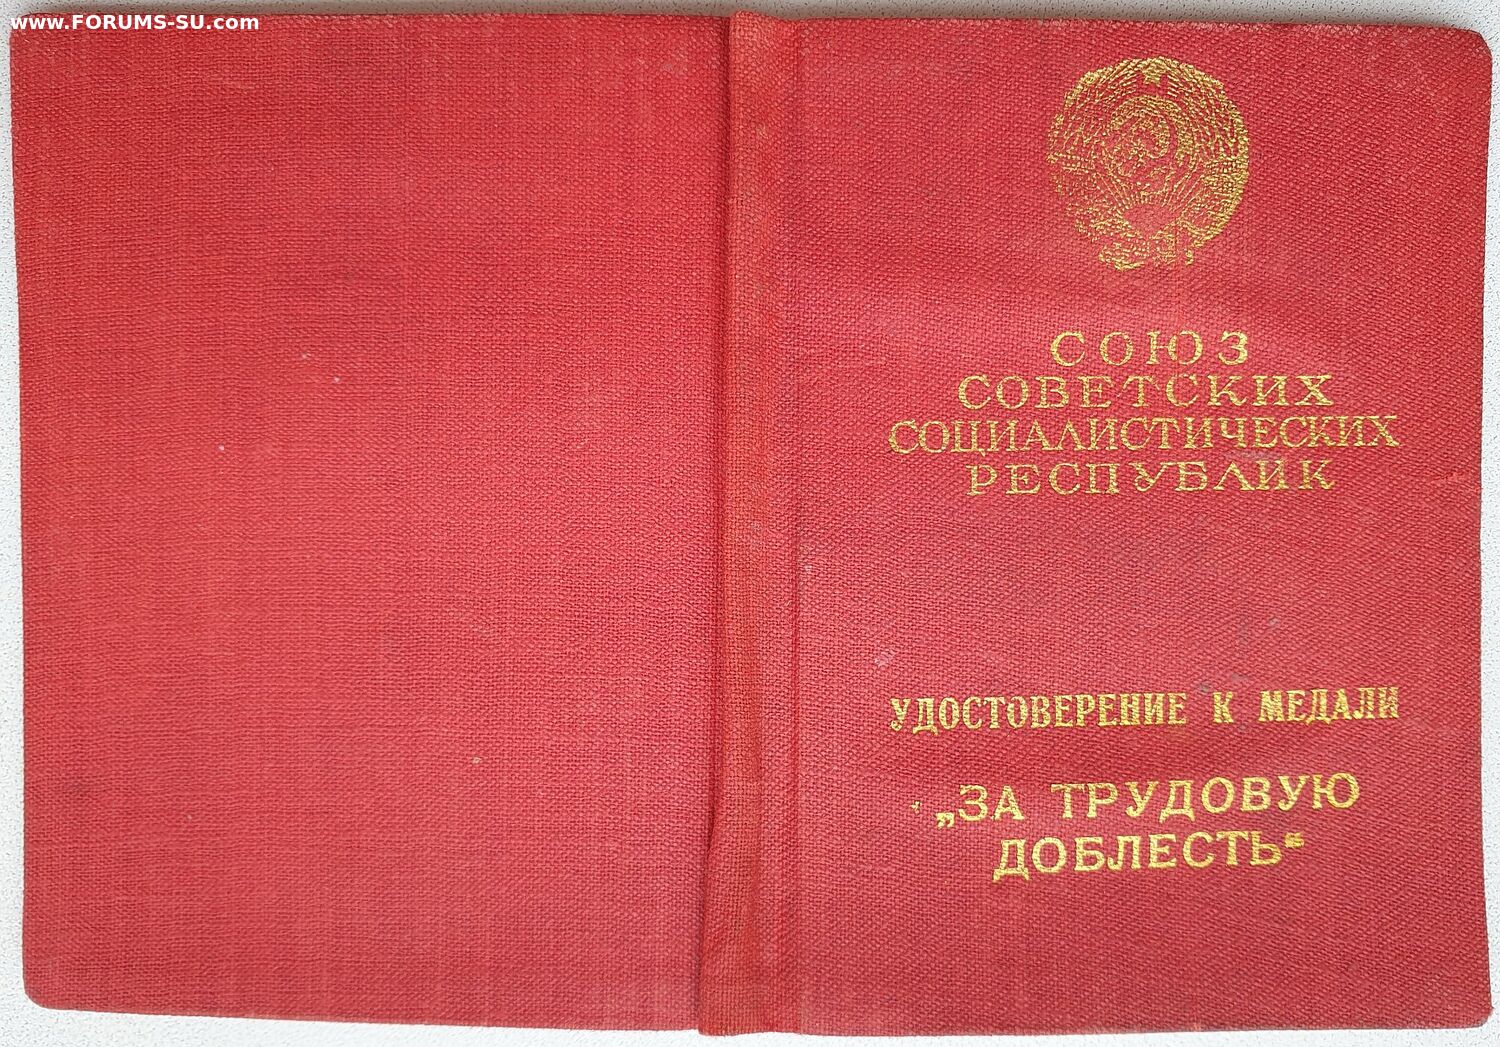 www.FORUMS-SU.com
СОЮЗ
СОВЕТСКИХ
СОЦИАЛИСТИЧЕСКИХ
РЕСПУБЛИК
УДОСТОВЕРЕНИЕ К МЕДАЛИ
„ЗА ТРУДОВУЮ
ДОБЛЕСТЬ“